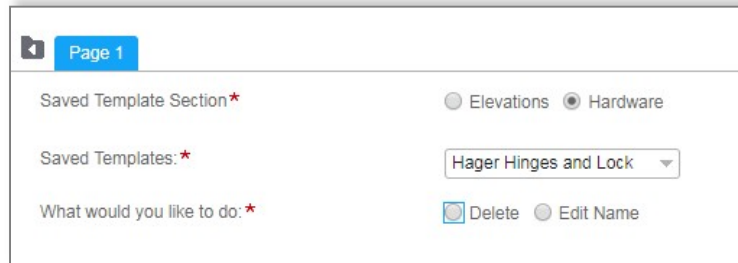 Page 1
Saved Template Section* Elevations Hardware
Saved Templates:* Hager Hinges and Lock
What would you like to do:* Delete Edit Name